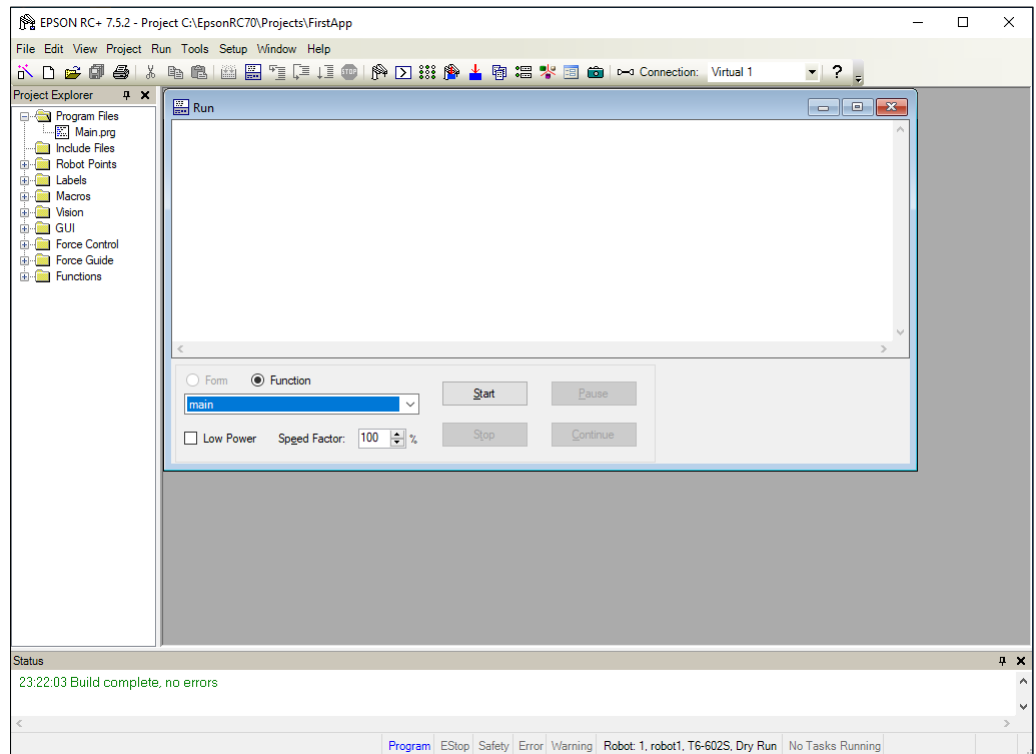 EPSON RC+ 7.5.2 - Project C:\EpsonRC70\Projects\FirstApp
File Edit View Project Run Tools Setup Window Help
STOP Connection: Virtual 1 ?
Project Explorer
Program Files
Main.prg
Include Files
Robot Points
Labels
Macros
Vision
GUI
Force Control
Force Guide
Functions
Run
Form Function
main
Start Pause
Low Power Speed Factor: 100 %
Stop Continue
Status
23:22:03 Build complete, no errors
Program EStop Safety Error Warning Robot: 1, robot1, T6-602S, Dry Run No Tasks Running